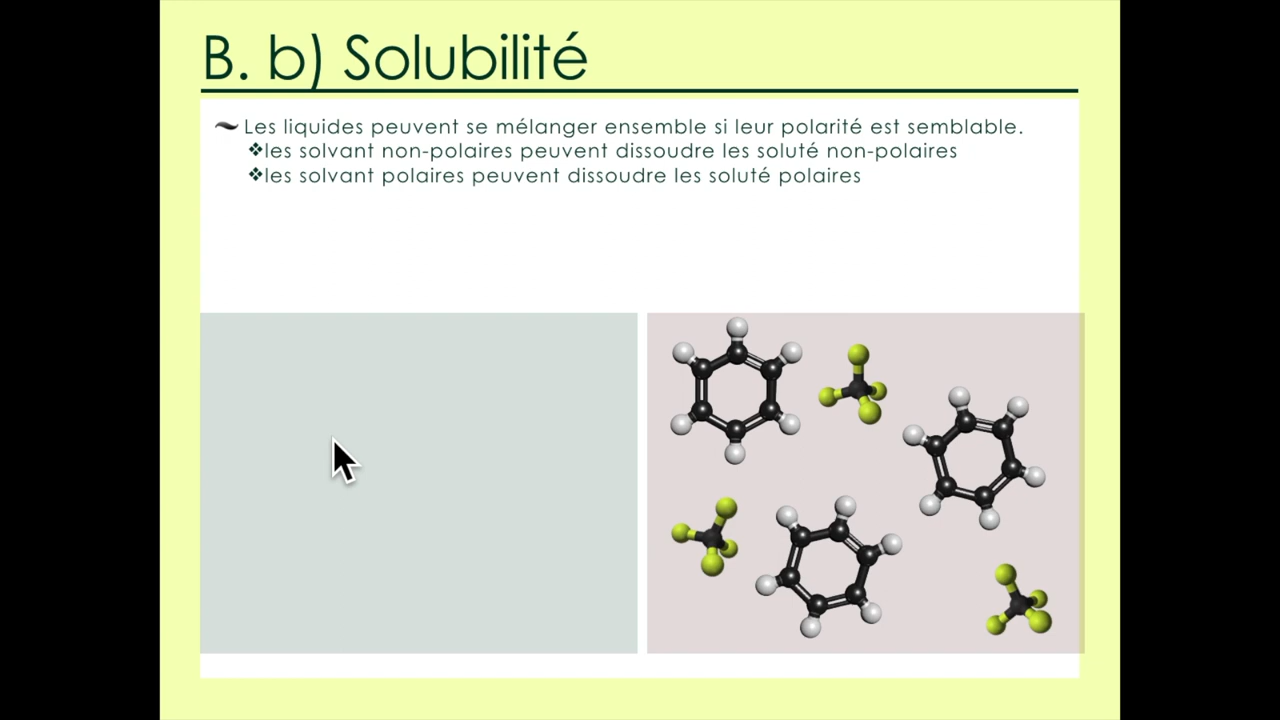 B. b) Solubilité
Les liquides peuvent se mélanger ensemble si leur polarité est semblable.
❖les solvant non-polaires peuvent dissoudre les soluté non-polaires
❖les solvant polaires peuvent dissoudre les soluté polaires